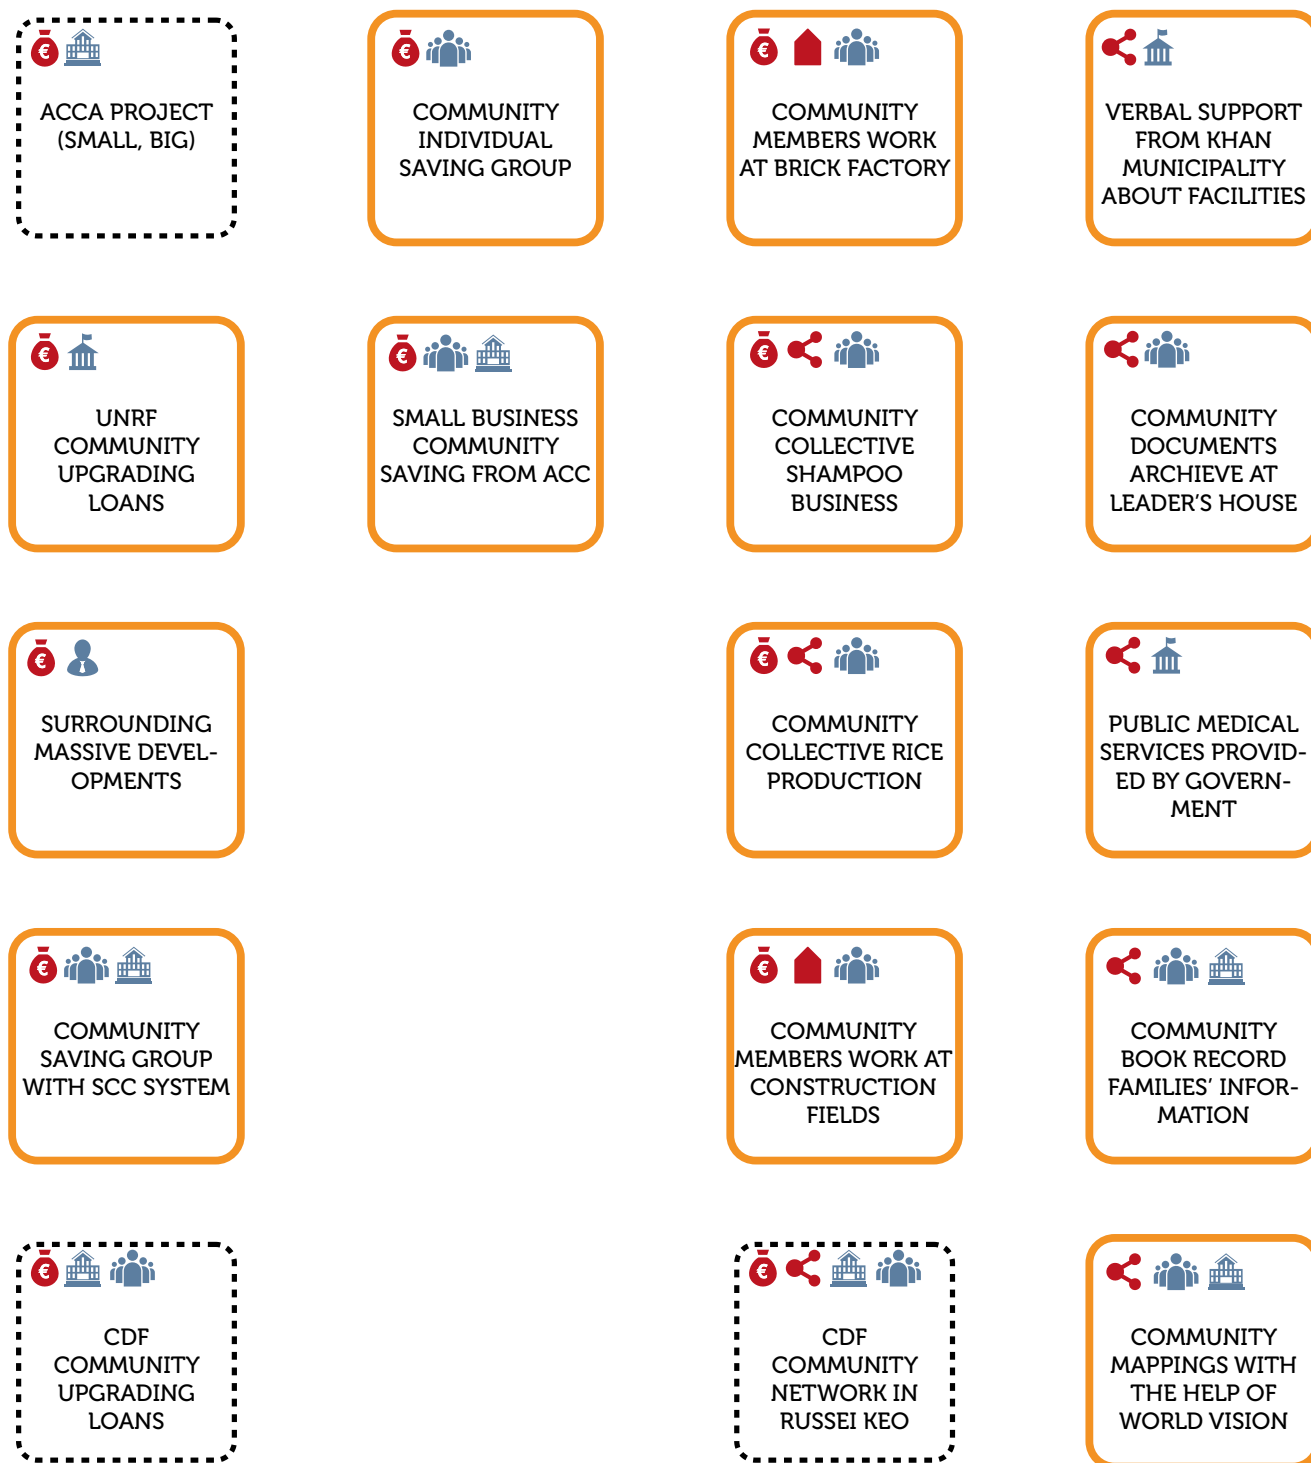 ACCA PROJECT
(SMALL, BIG)
COMMUNITY
INDIVIDUAL
SAVING GROUP
COMMUNITY
MEMBERS WORK
AT BRICK FACTORY
VERBAL SUPPORT
FROM KHAN
MUNICIPALITY
ABOUT FACILITIES
UNRF
COMMUNITY
UPGRADING
LOANS
SMALL BUSINESS
COMMUNITY
SAVING FROM ACC
COMMUNITY
COLLECTIVE
SHAMPOO
BUSINESS
COMMUNITY
DOCUMENTS
ARCHIEVE AT
LEADER'S HOUSE
SURROUNDING
MASSIVE DEVEL-
OPMENTS
COMMUNITY
COLLECTIVE RICE
PRODUCTION
PUBLIC MEDICAL
SERVICES PROVID-
ED BY GOVERN-
MENT
COMMUNITY
SAVING GROUP
WITH SCC SYSTEM
COMMUNITY
MEMBERS WORK AT
CONSTRUCTION
FIELDS
COMMUNITY
BOOK RECORD
FAMILIES' INFOR-
MATION
CDF
COMMUNITY
UPGRADING
LOANS
CDF
COMMUNITY
NETWORK IN
RUSSEI KEO
COMMUNITY
MAPPINGS WITH
THE HELP OF
WORLD VISION